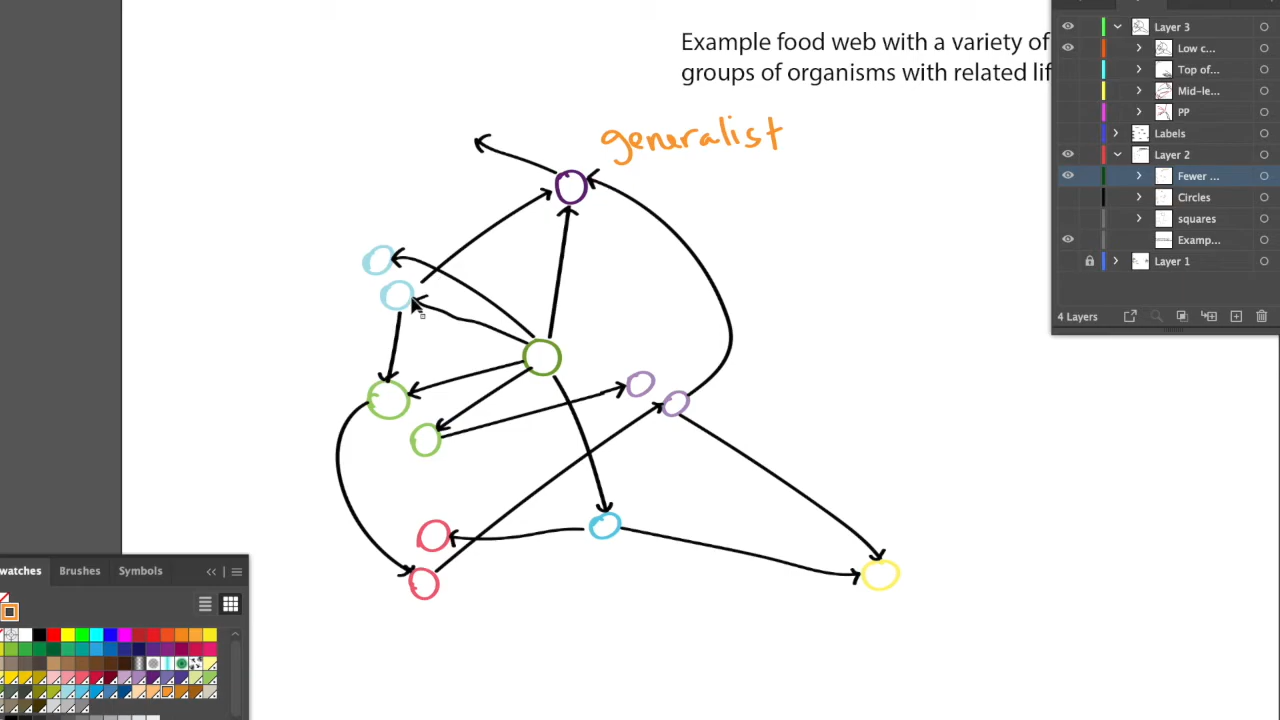 Example food web with a variety of
groups of organisms with related lif
generalist
Layer 3
Low c...
Top of...
Mid-le...
PP
Labels
Layer 2
Fewer ...
Circles
squares
Examp...
Layer 1
4 Layers
watches Brushes Symbols